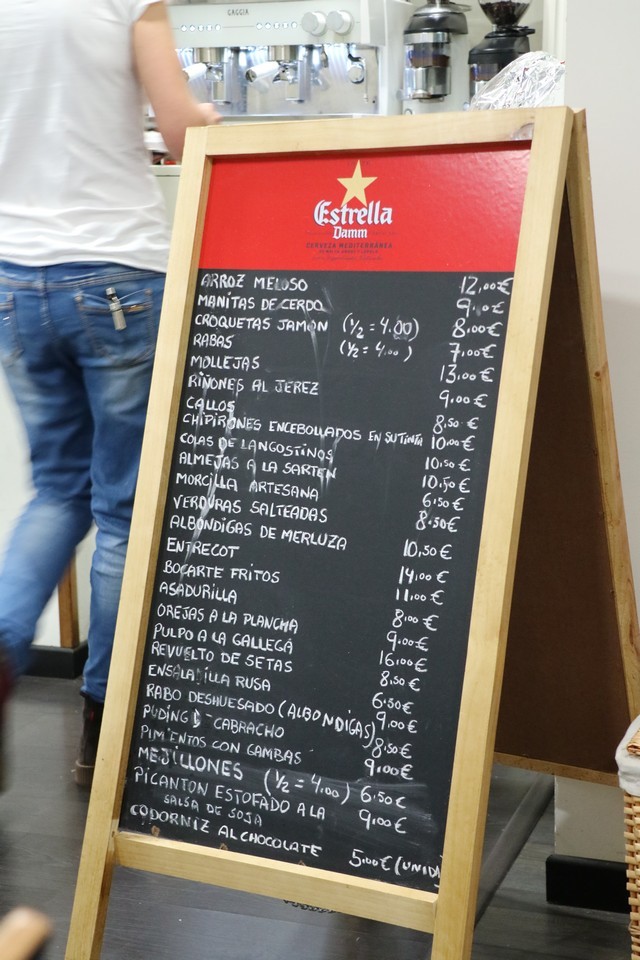 GAGGIA
Estrella
Damm
CERVEZA MEDITERRÁNEA
ARROZ MELOSO 12,00€
MANITAS DE CERDO 9,00€
CROQUETAS JAMON (1/2 = 4.00) 8,00€
RABAS (1/2 = 4,00) 7,00€
MOLLEJAS 13,00€
RIÑONES AL JEREZ 9,00€
CALLOS 8,50€
CHIPIRONES ENCEBOLLADOS EN SU TINTA 10,00€
COLAS DE LANGOSTINOS 10,50€
ALMEJAS A LA SARTEN 10,50€
MORCILLA ARTESANA 6,50€
VERDURAS SALTEADAS 8,50€
ALBONDIGAS DE MERLUZA 10,50€
ENTRECOT 14,00€
BOCARTE FRITOS 11,00€
ASADURILLA 8,00€
OREJAS A LA PLANCHA 9,00€
PULPO A LA GALLEGA 16,00€
REVUELTO DE SETAS 8,50€
ENSALADILLA RUSA 6,50€
RABO DESHUESADO (ALBONDIGAS) 9,00€
PUDING D CABRACHO 8,50€
PIMIENTOS CON GAMBAS 9,00€
MEJILLONES (1/2 = 4,00) 6,50€
PICANTON ESTOFADO A LA 9,00€
SALSA DE SOJA
CODORNIZ AL CHOCOLATE 5,00€ (UNID)